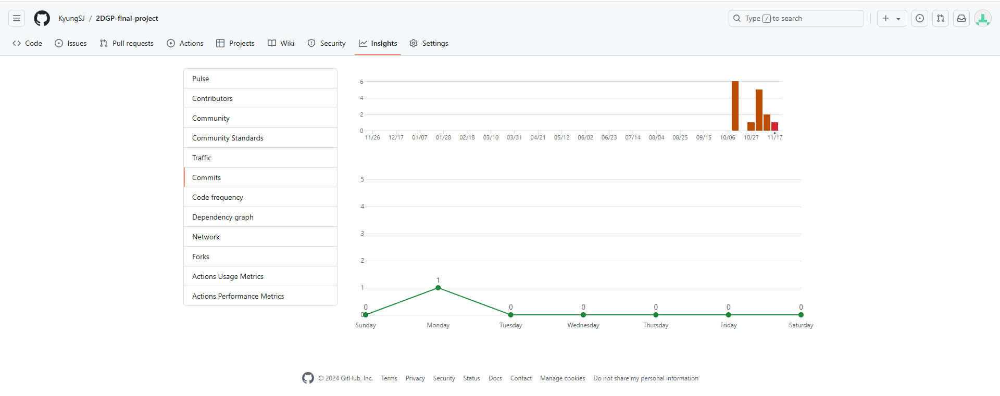 KyungSJ / 2DGP-final-project
Type / to search
Code Issues Pull requests Actions Projects Wiki Security Insights Settings
Pulse
Contributors
Community
Community Standards
Traffic
Commits
Code frequency
Dependency graph
Network
Forks
Actions Usage Metrics
Actions Performance Metrics
6
4
2
0
11/26 12/17 01/07 01/28 02/18 03/10 03/31 04/21 05/12 06/02 06/23 07/14 08/04 08/25 09/15 10/06 10/27 11/17
5
4
3
2
1
0
0 1 0 0 0 0 0
Sunday Monday Tuesday Wednesday Thursday Friday Saturday
© 2024 GitHub, Inc. Terms Privacy Security Status Docs Contact Manage cookies Do not share my personal information